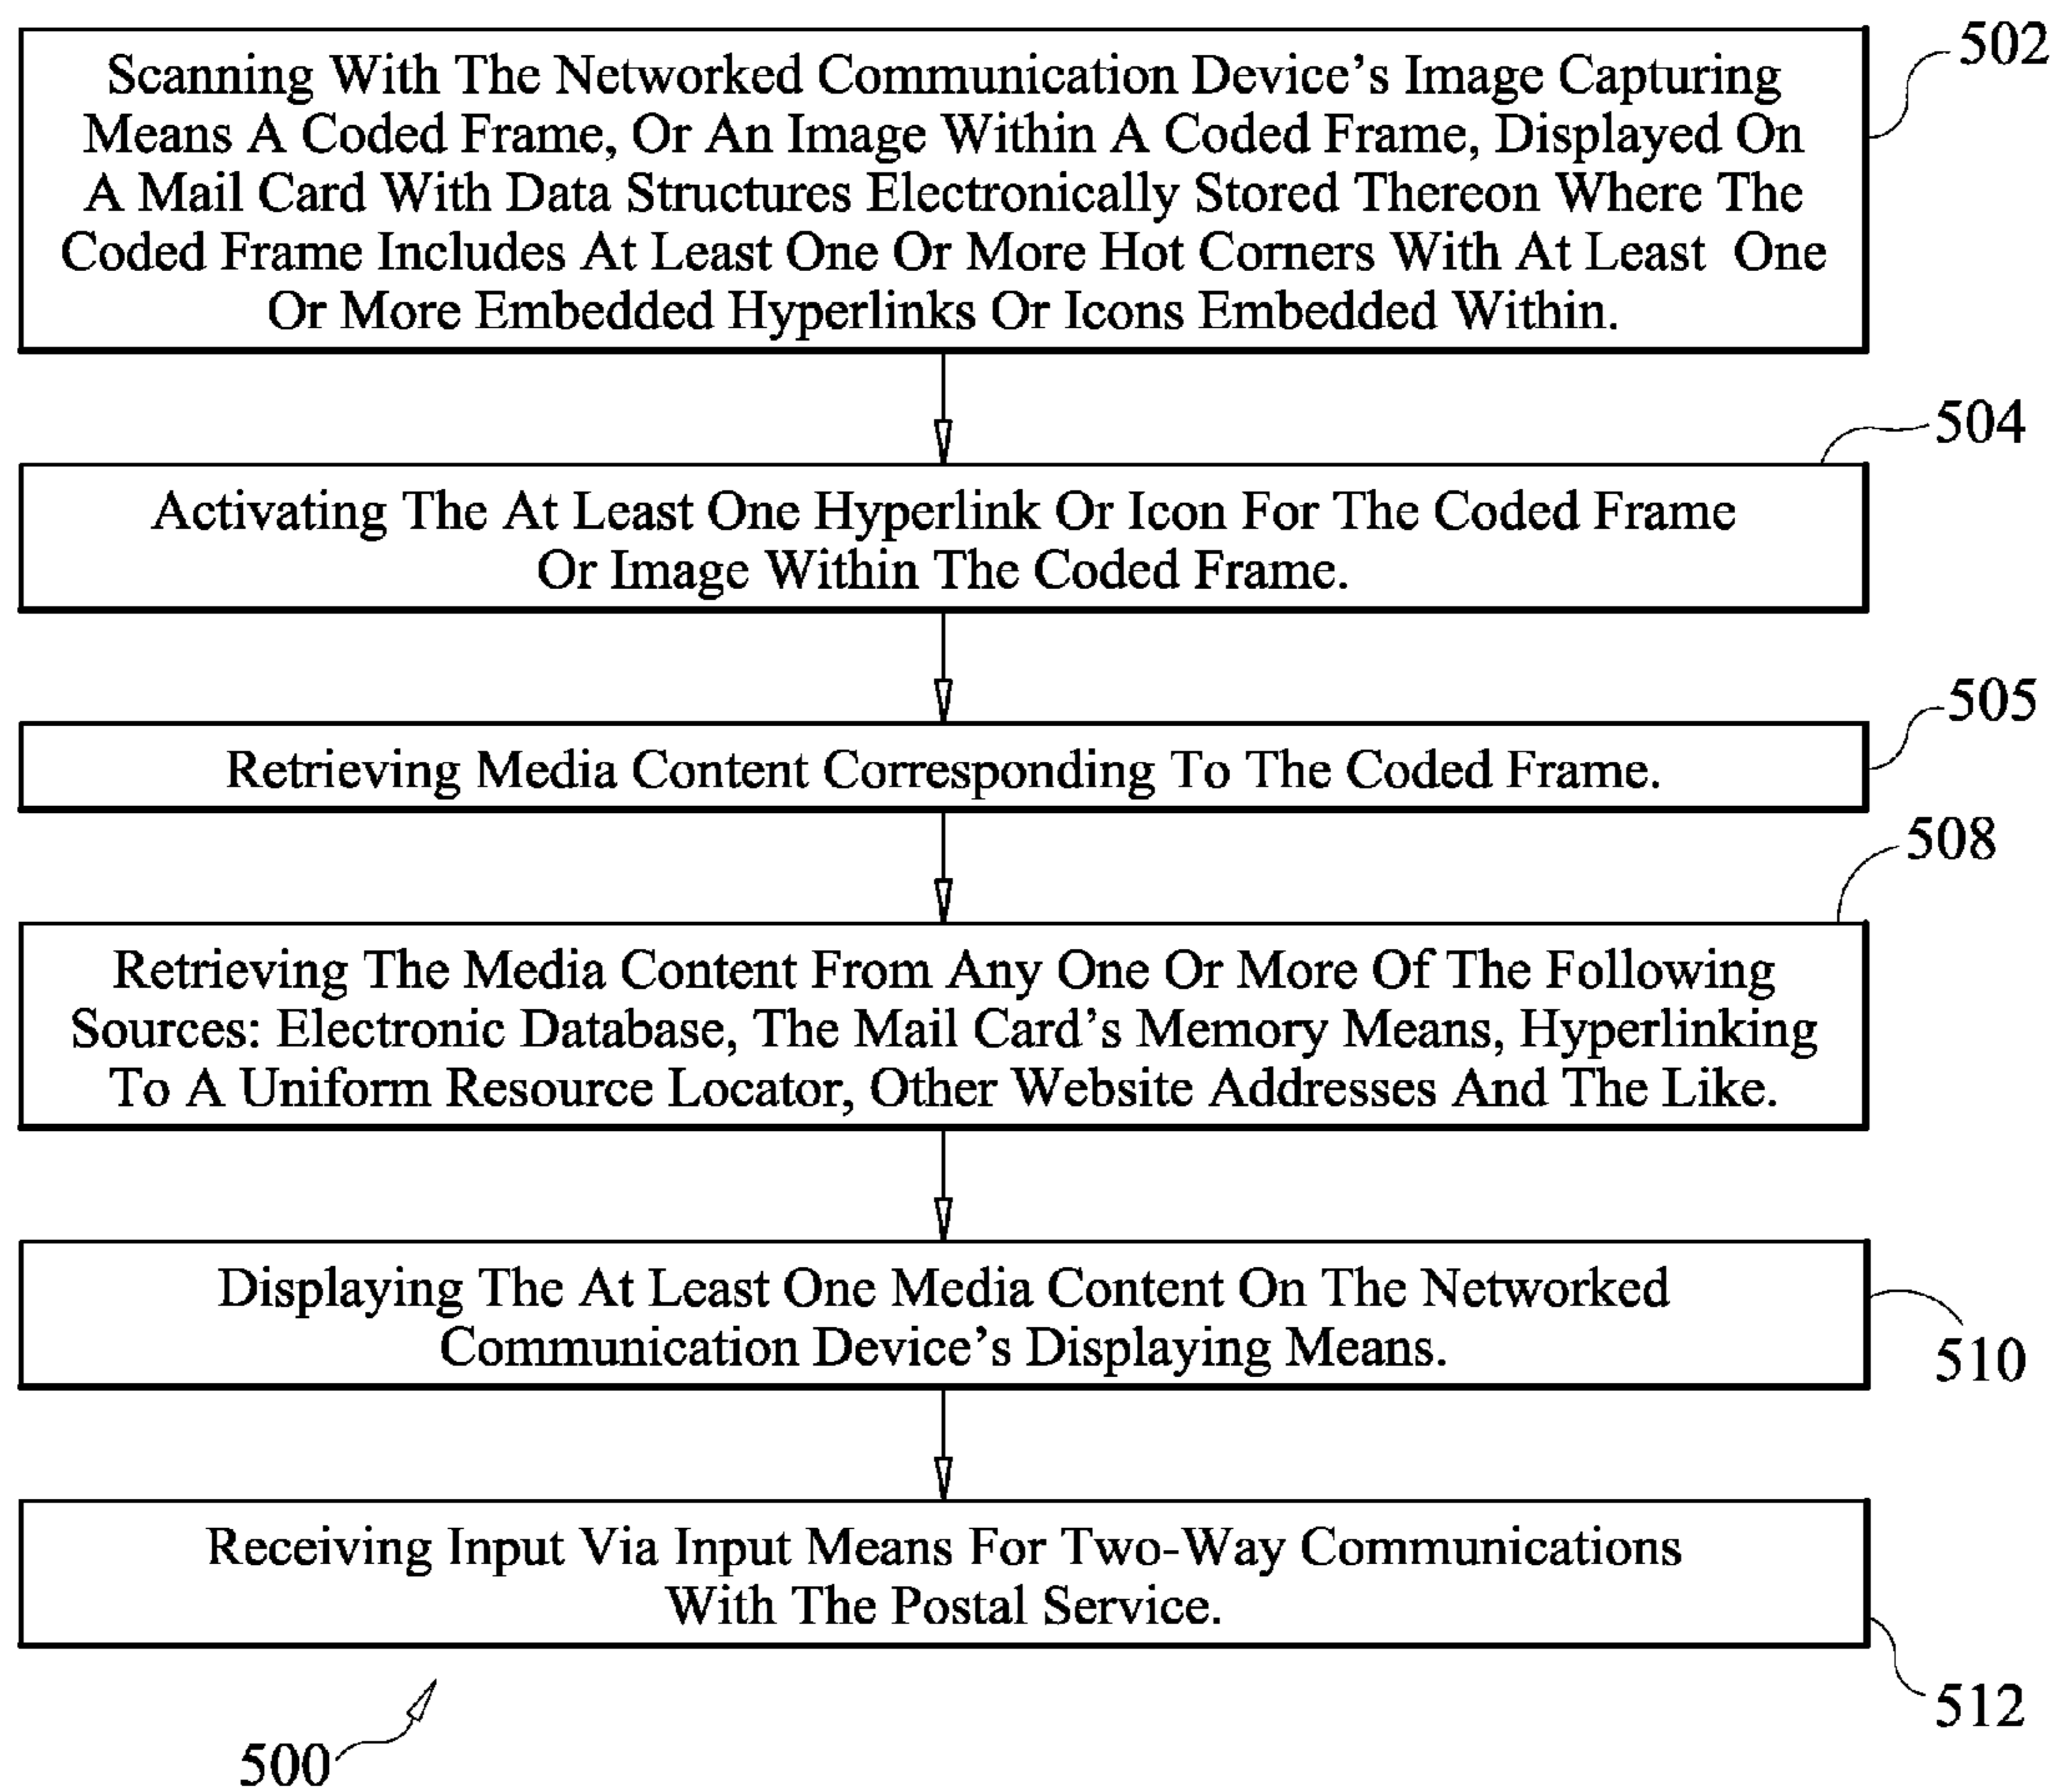 502
Scanning With The Networked Communication Device's Image Capturing
Means A Coded Frame, Or An Image Within A Coded Frame, Displayed On
A Mail Card With Data Structures Electronically Stored Thereon Where The
Coded Frame Includes At Least One Or More Hot Corners With At Least One
Or More Embedded Hyperlinks Or Icons Embedded Within.
504
Activating The At Least One Hyperlink Or Icon For The Coded Frame
Or Image Within The Coded Frame.
505
Retrieving Media Content Corresponding To The Coded Frame.
508
Retrieving The Media Content From Any One Or More Of The Following
Sources: Electronic Database, The Mail Card's Memory Means, Hyperlinking
To A Uniform Resource Locator, Other Website Addresses And The Like.
Displaying The At Least One Media Content On The Networked
Communication Device's Displaying Means.
510
Receiving Input Via Input Means For Two-Way Communications
With The Postal Service.
512
500